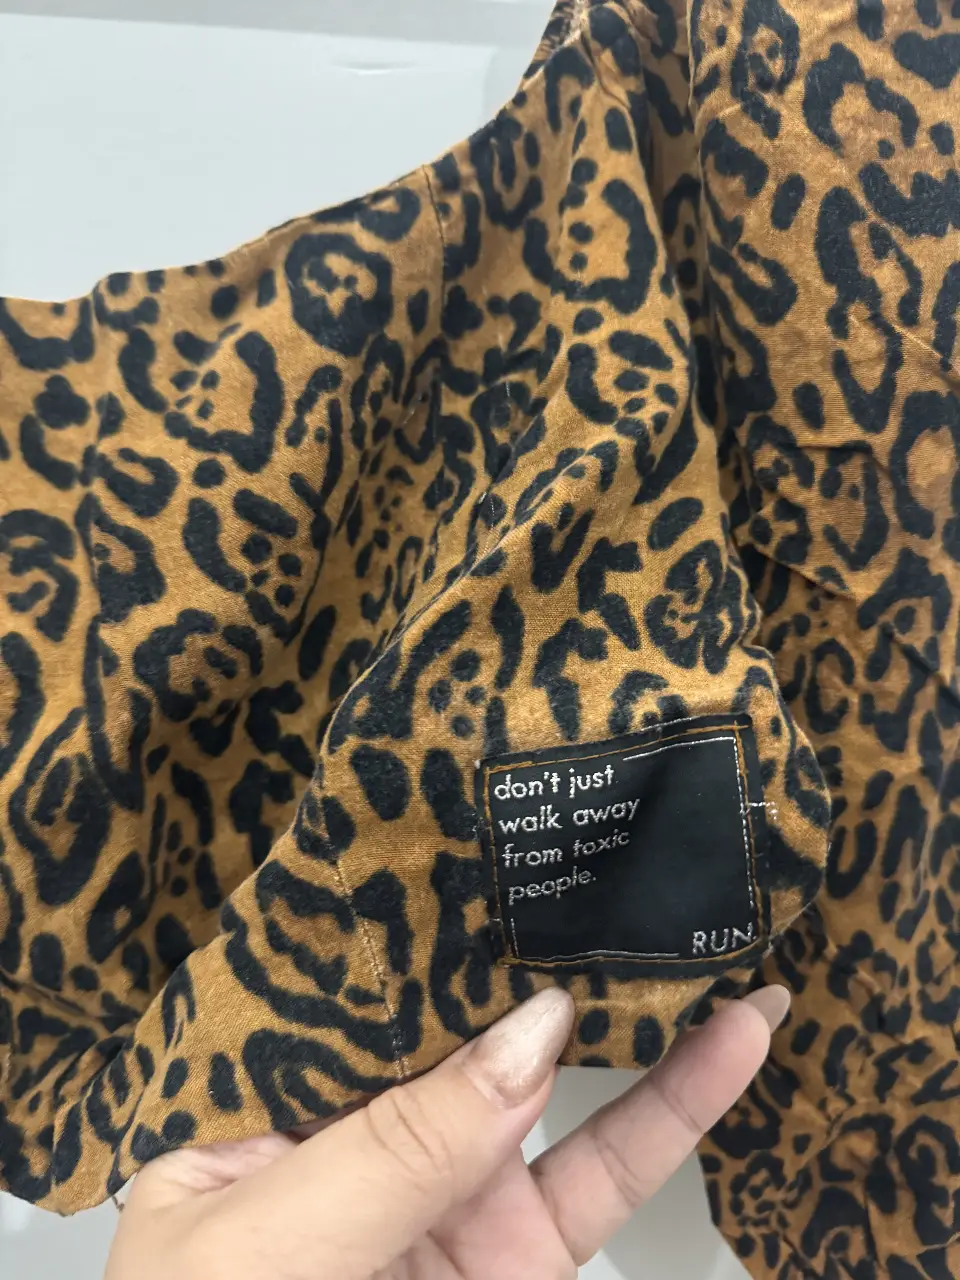 don't just
walk away
from toxic
people.
RUN